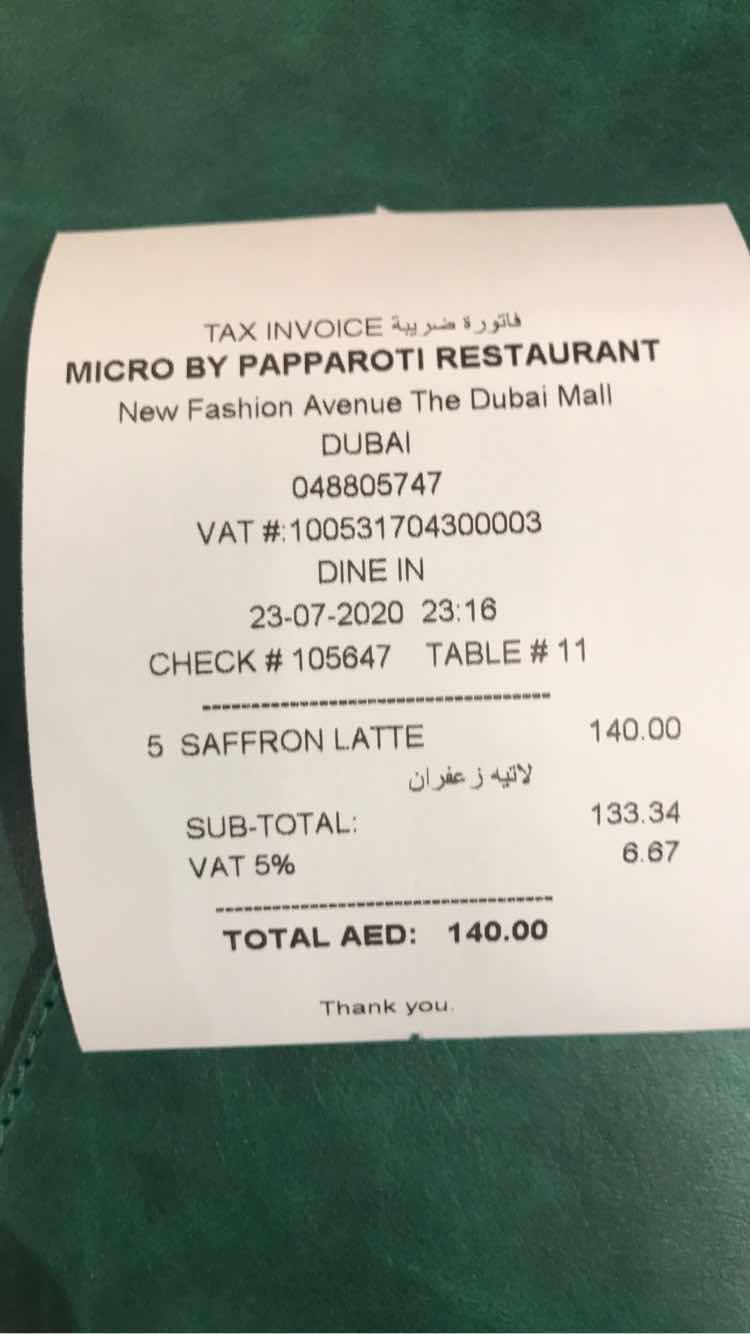 TAX INVOICE فاتورة ضريبة
MICRO BY PAPPAROTI RESTAURANT
New Fashion Avenue The Dubai Mall
DUBAI
048805747
VAT #:100531704300003
DINE IN
23-07-2020 23:16
CHECK # 105647 TABLE # 11
5 SAFFRON LATTE 140.00
لاتيه زعفران
SUB-TOTAL: 133.34
VAT 5% 6.67
TOTAL AED: 140.00
Thank you.